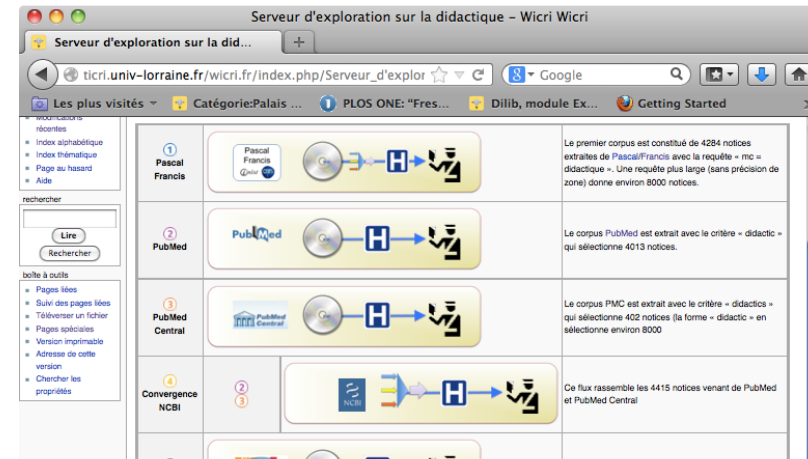 Serveur d'exploration sur la didactique – Wicri Wicri
Serveur d'exploration sur la did...
ticri.univ-lorraine.fr/wicri.fr/index.php/Serveur_d'explor
Google
Les plus visités
Catégorie:Palais ...
PLOS ONE: "Fres...
Dilib, module Ex...
Getting Started
Modifications
récentes
Index alphabétique
Index thématique
Page au hasard
Aide
rechercher
Lire
Rechercher
boîte à outils
Pages liées
Suivi des pages liées
Téléverser un fichier
Pages spéciales
Version imprimable
Adresse de cette
version
Chercher les
propriétés
1
Pascal
Francis
Pascal
Francis
H
Le premier corpus est constitué de 4284 notices
extraites de Pascal/Francis avec la requête « mc =
didactique ». Une requête plus large (sans précision de
zone) donne environ 8000 notices.
2
PubMed
PubMed
H
Le corpus PubMed est extrait avec le critère « didactic »
qui sélectionne 4013 notices.
3
PubMed
Central
PubMed
Central
H
Le corpus PMC est extrait avec le critère « didactics »
qui sélectionne 402 notices (la forme « didactic » en
sélectionne environ 8000
4
Convergence
NCBI
2
3
NCBI
H
Ce flux rassemble les 4415 notices venant de PubMed
et PubMed Central